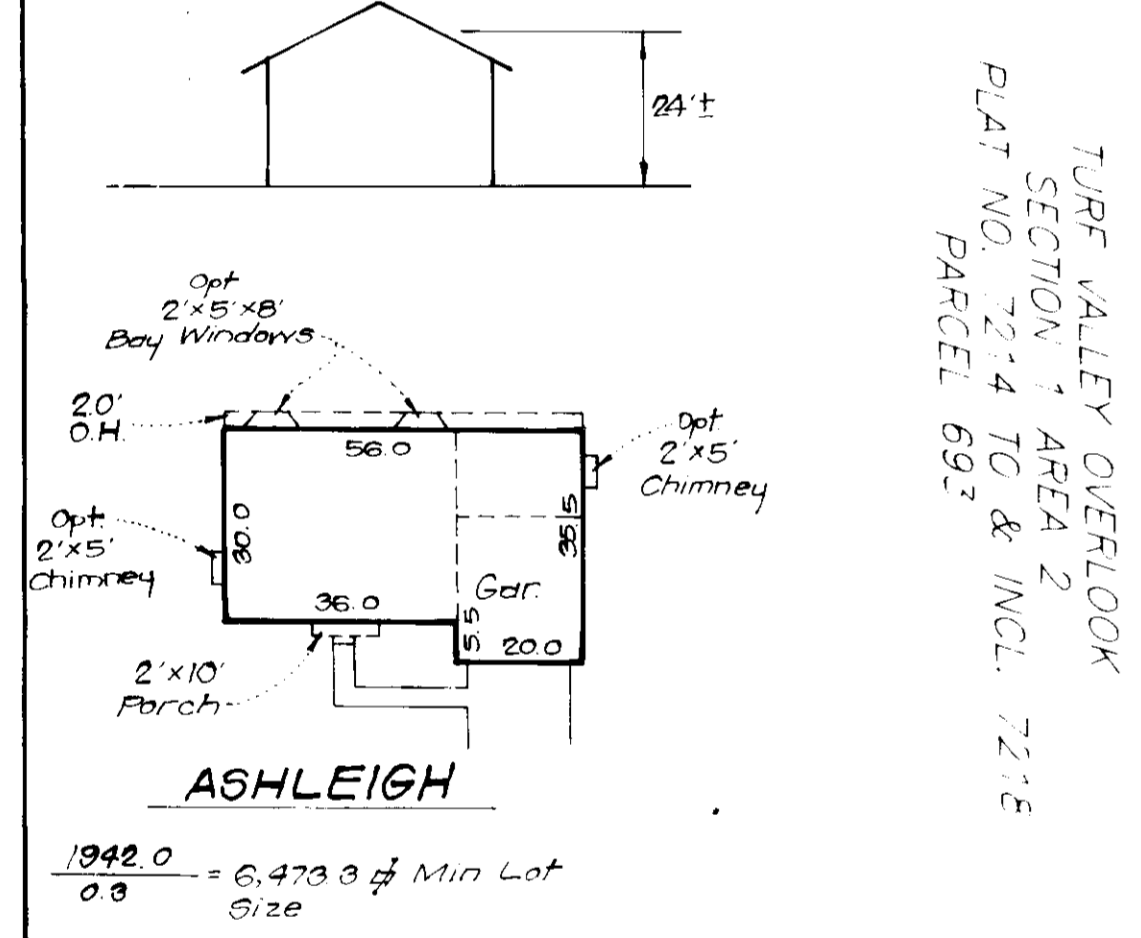 24'±
Opt
2'×5'×8'
Bay Windows
2.0'
O.H.
56.0
Opt.
2'×5'
Chimney
30.0
35.5
Opt.
2'×5'
Chimney
Gar.
36.0
5.5
20.0
2'×10'
Porch
ASHLEIGH
1942.0
0.3
= 6,473.3 ⌷ Min Lot
Size
TURF VALLEY OVERLOOK
SECTION 1 AREA 2
PLAT NO. 7214 TO & INCL. 7218
PARCEL 693